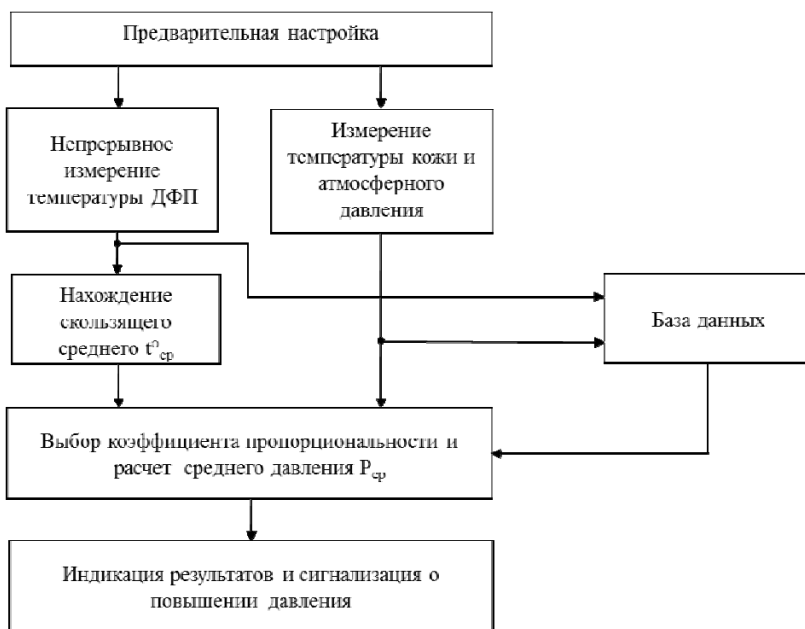 Предварительная настройка
Непрерывное
измерение
температуры ДФП
Измерение
температуры кожи и
атмосферного
давления
Нахождение
скользящего
среднего t°ср
База данных
Выбор коэффициента пропорциональности и
расчет среднего давления Pср
Индикация результатов и сигнализация о
повышении давления